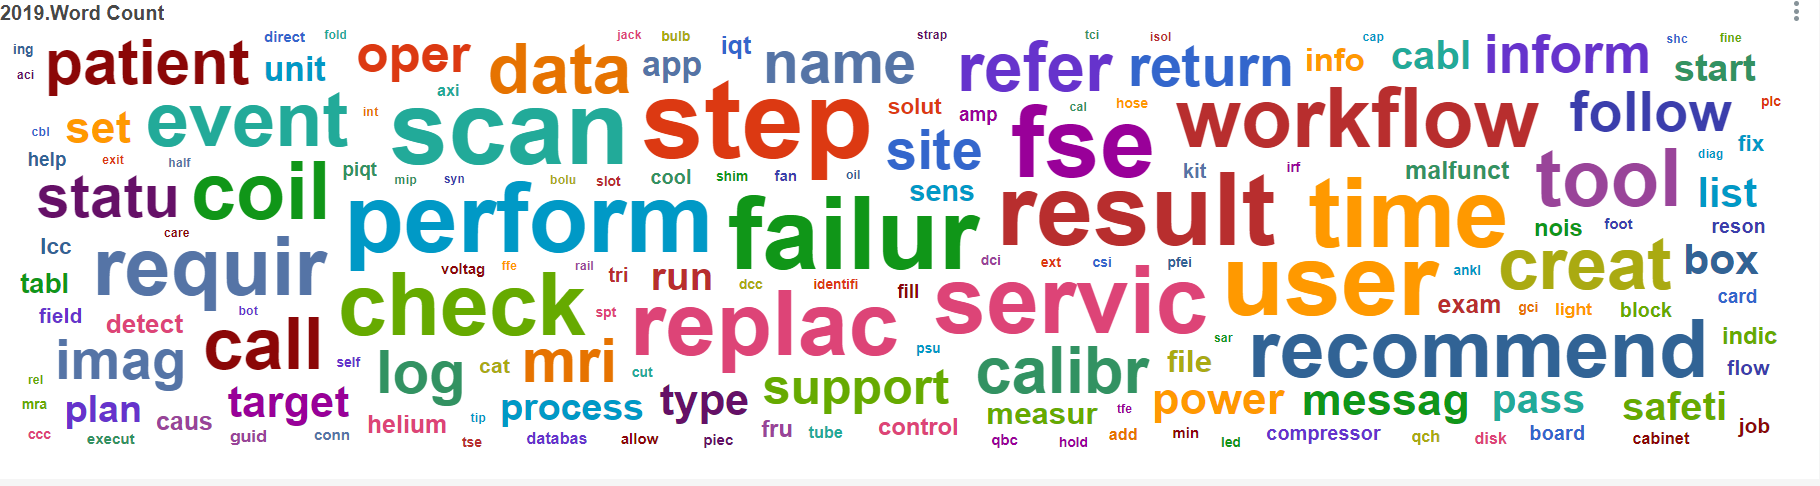 2019.Word Count
ing patient direct fold oper data jack bulb app iqt name strap refer tci isol return info cap cabl inform shc fine start
aci unit axi
cbl set event int scan step solut amp cal hose workflow follow plc
help exit half piqt site fse kit irf malfunct tool diag fix
statu coil mip syn bolu slot cool shim fan oil sens result time list
lcc care perform failur nois foot reson
tabl requir voltag ffe rail tri run dcc identifi fill dci ext csi pfei user ankl creat box
field detect bot check spt replac servic exam gci light block card
imag call self log cat mri cut psu calibr sar file recommend indic flow
rel
mra plan caus target tip process type support measur tfe power messag pass safeti
ccc execut guid conn helium tse databas allow piec fru tube control qbc hold add min led compressor qch disk board cabinet job